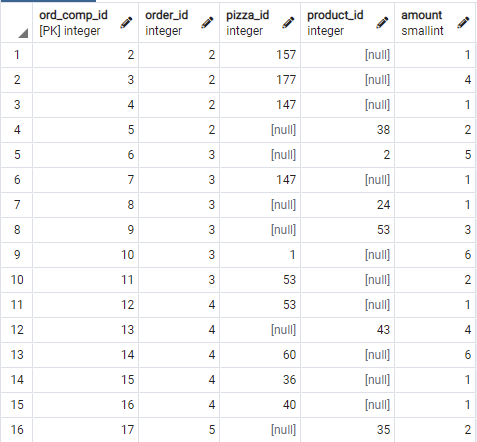 ord_comp_id order_id pizza_id product_id amount
[PK] integer integer integer integer smallint
1 2 2 157 [null] 1
2 3 2 177 [null] 4
3 4 2 147 [null] 1
4 5 2 [null] 38 2
5 6 3 [null] 2 5
6 7 3 147 [null] 1
7 8 3 [null] 24 1
8 9 3 [null] 53 3
9 10 3 1 [null] 6
10 11 3 53 [null] 2
11 12 4 53 [null] 1
12 13 4 [null] 43 4
13 14 4 60 [null] 6
14 15 4 36 [null] 1
15 16 4 40 [null] 1
16 17 5 [null] 35 2